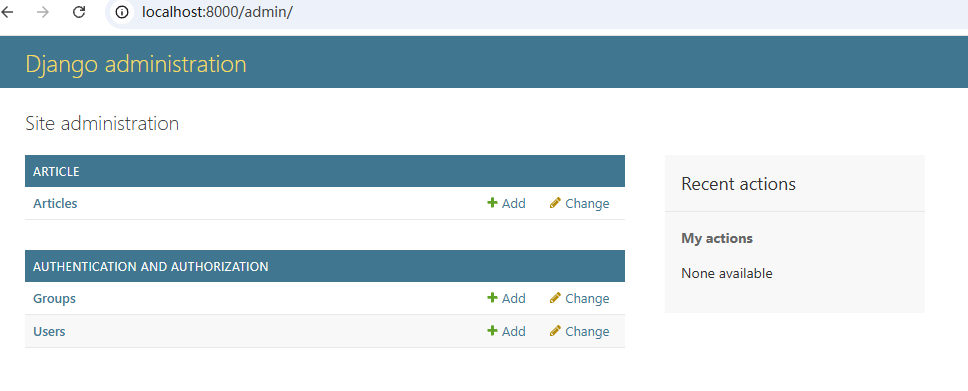 localhost:8000/admin/
Django administration
Site administration
ARTICLE
Articles Add Change
AUTHENTICATION AND AUTHORIZATION
Groups Add Change
Users Add Change
Recent actions
My actions
None available